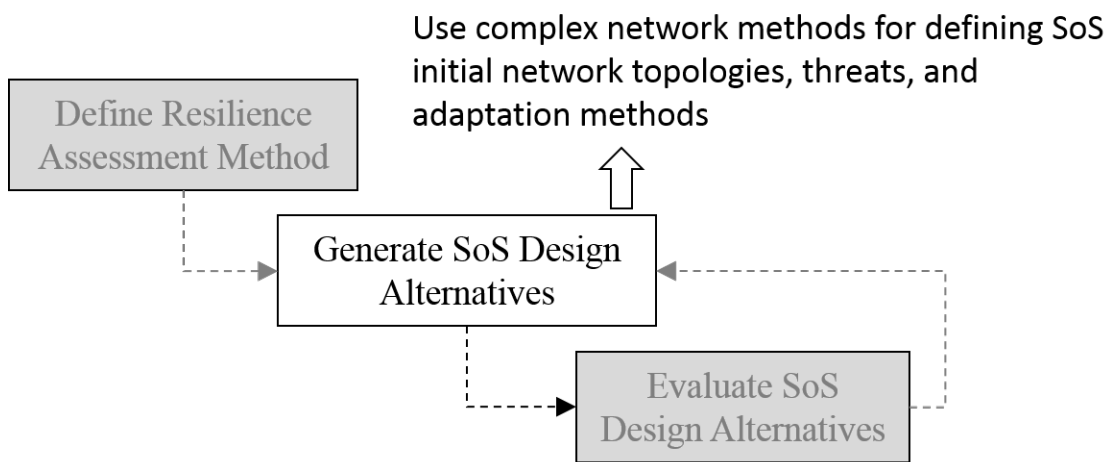 Use complex network methods for defining SoS
initial network topologies, threats, and
adaptation methods
Define Resilience
Assessment Method
Generate SoS Design
Alternatives
Evaluate SoS
Design Alternatives